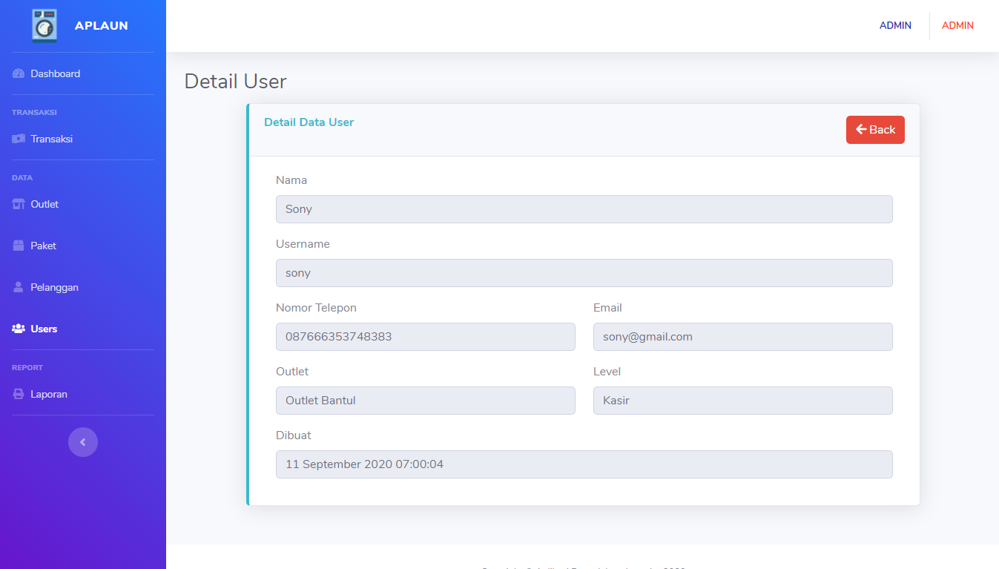 APLAUN
ADMIN
ADMIN
Dashboard
TRANSAKSI
Transaksi
DATA
Outlet
Paket
Pelanggan
Users
REPORT
Laporan
Detail User
Detail Data User
Back
Nama
Sony
Username
sony
Nomor Telepon
Email
087666353748383
sony@gmail.com
Outlet
Level
Outlet Bantul
Kasir
Dibuat
11 September 2020 07:00:04